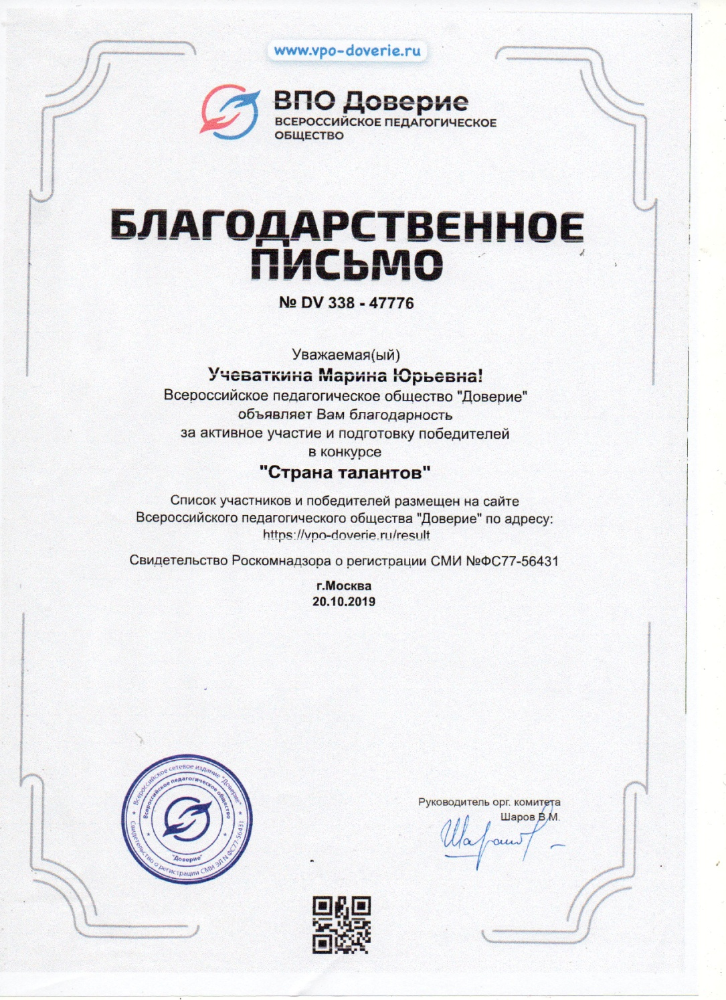 www.vpo-doverie.ru
ВПО Доверие
ВСЕРОССИЙСКОЕ ПЕДАГОГИЧЕСКОЕ
ОБЩЕСТВО
БЛАГОДАРСТВЕННОЕ
ПИСЬМО
№ DV 338 - 47776
Уважаемая(ый)
Учеваткина Марина Юрьевна!
Всероссийское педагогическое общество "Доверие"
объявляет Вам благодарность
за активное участие и подготовку победителей
в конкурсе
"Страна талантов"
Список участников и победителей размещен на сайте
Всероссийского педагогического общества "Доверие" по адресу:
https://vpo-doverie.ru/result
Свидетельство Роскомнадзора о регистрации СМИ №ФС77-56431
г.Москва
20.10.2019
Всероссийское сетевое издание "Доверие"
Всероссийское педагогическое общество
"Доверие"
Свидетельство о регистрации СМИ ЭЛ N ФС77-56431
Руководитель орг. комитета
Шаров В.М.